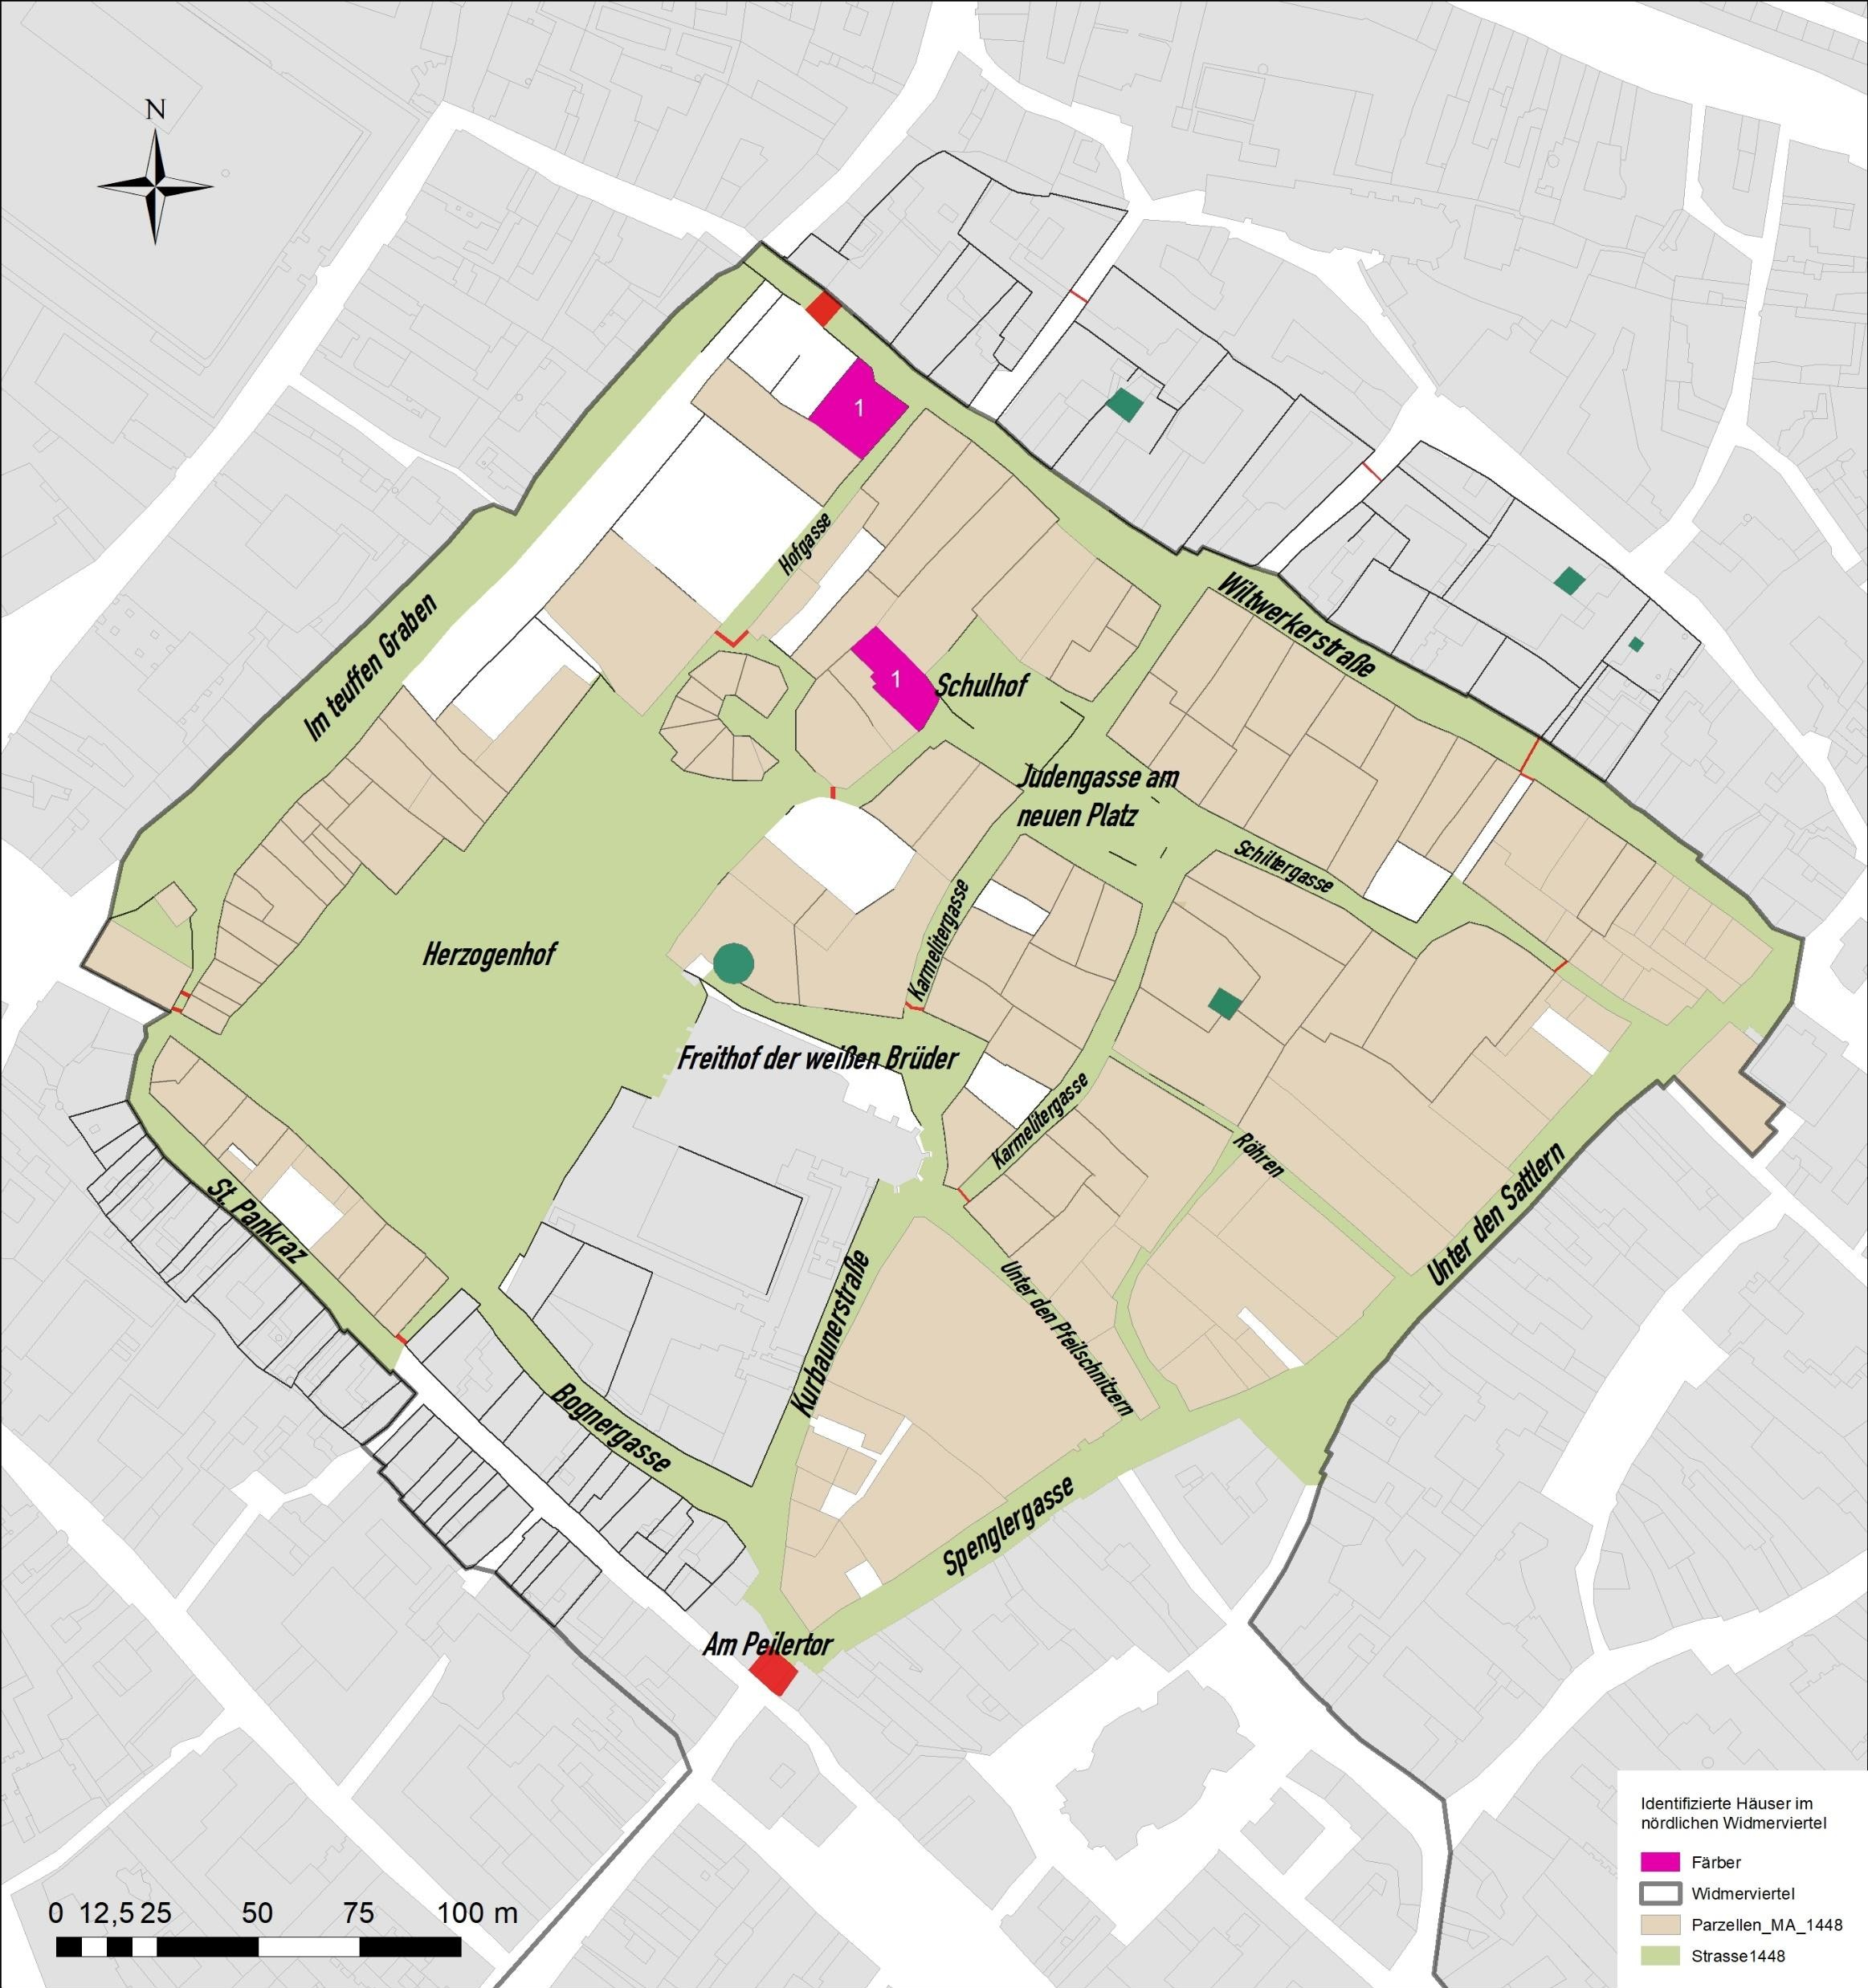 N
1
Hofgasse
Wiltwerkerstraße
Im teuffen Graben
1
Schulhof
Judengasse am
neuen Platz
Schiltergasse
Karmelitergasse
Herzogenhof
Freithof der weißen Brüder
Karmelitergasse
Röhren
St. Pankraz
Unter den Sattlern
Kurbaunerstraße
Unter den Pfeilschnitzern
Bognergasse
Spenglergasse
Am Peilertor
Identifizierte Häuser im
nördlichen Widmerviertel
Färber
Widmerviertel
Parzellen_MA_1448
Strasse1448
0 12,5 25 50 75 100 m